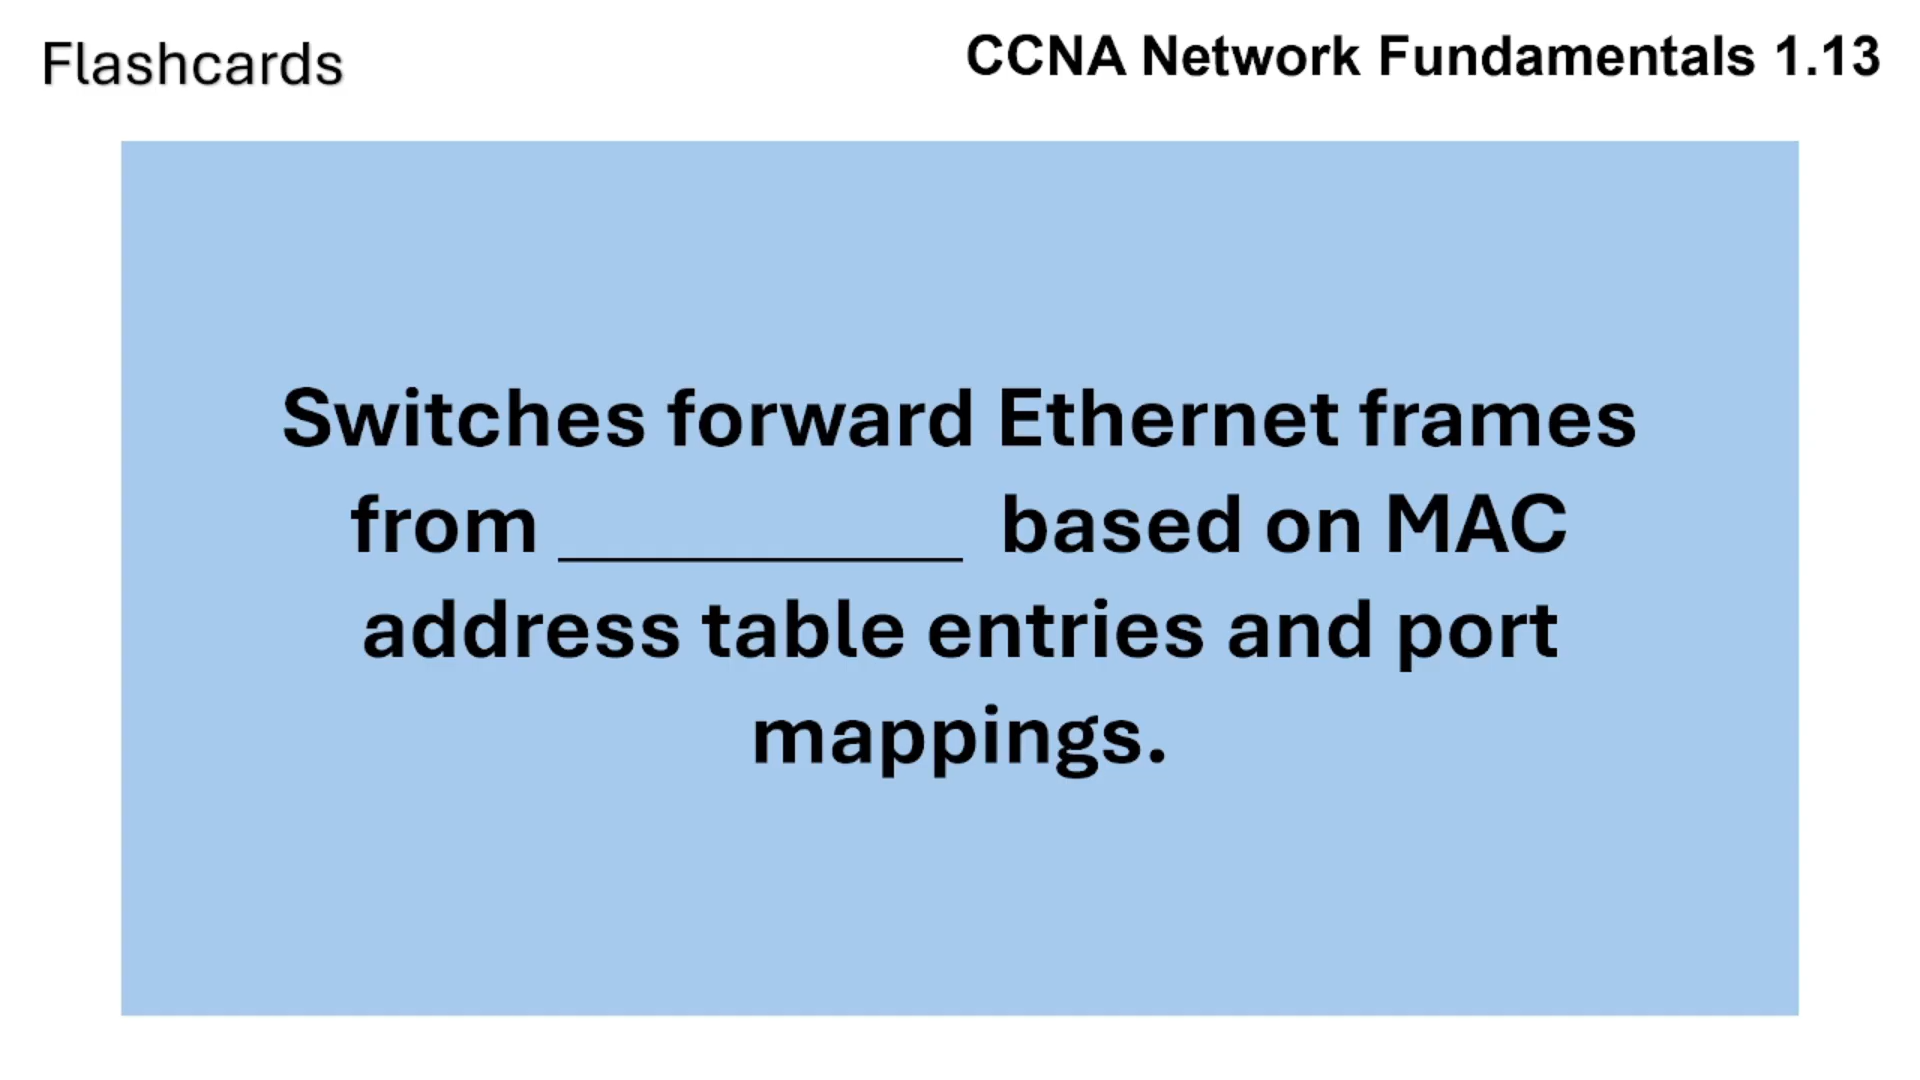 Flashcards
CCNA Network Fundamentals 1.13
Switches forward Ethernet frames
from ___________ based on MAC
address table entries and port
mappings.